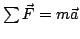 ∑ F⃗ = ma⃗